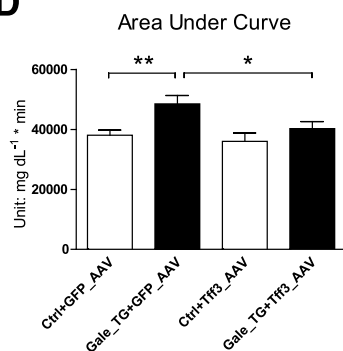 D
Area Under Curve
** *
Unit: mg dL-1 * min
60000
40000
20000
0
Ctrl+GFP_AAV
Gale_TG+GFP_AAV
Ctrl+Tff3_AAV
Gale_TG+Tff3_AAV